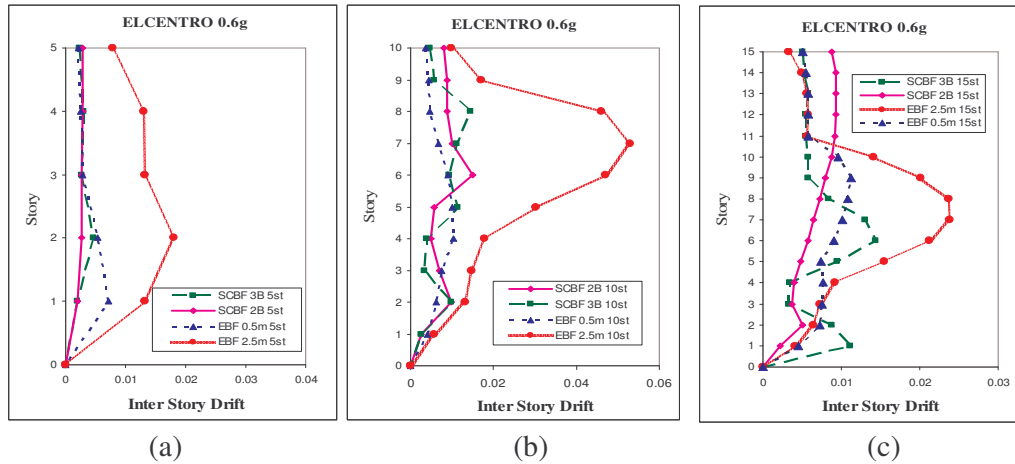 ELCENTRO 0.6g
Story
5
4
3
2
1
0
SCBF 3B 5st
SCBF 2B 5st
EBF 0.5m 5st
EBF 2.5m 5st
0 0.01 0.02 0.03 0.04
Inter Story Drift
(a)
ELCENTRO 0.6g
Story
10
9
8
7
6
5
4
3
2
1
0
SCBF 2B 10st
SCBF 3B 10st
EBF 0.5m 10st
EBF 2.5m 10st
0 0.02 0.04 0.06
Inter Story Drift
(b)
ELCENTRO 0.6g
Story
15
14
13
12
11
10
9
8
7
6
5
4
3
2
1
0
SCBF 3B 15st
SCBF 2B 15st
EBF 2.5m 15st
EBF 0.5m 15st
0 0.01 0.02 0.03
Inter Story Drift
(c)